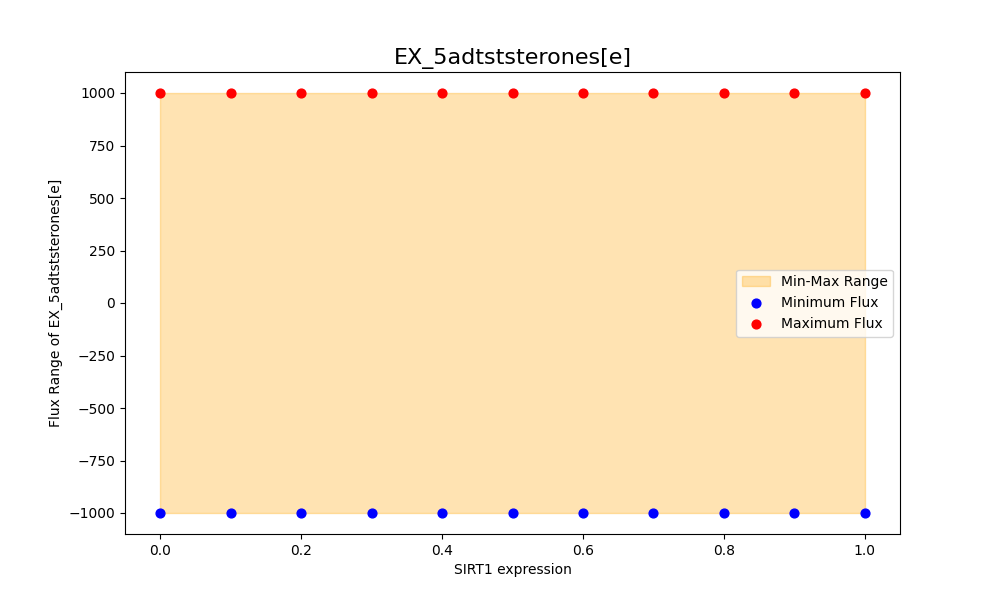 EX_5adtststerones[e]
Flux Range of EX_5adtststerones[e]
1000
750
500
250
0
−250
−500
−750
−1000
Min-Max Range
Minimum Flux
Maximum Flux
0.0
0.2
0.4
0.6
0.8
1.0
SIRT1 expression